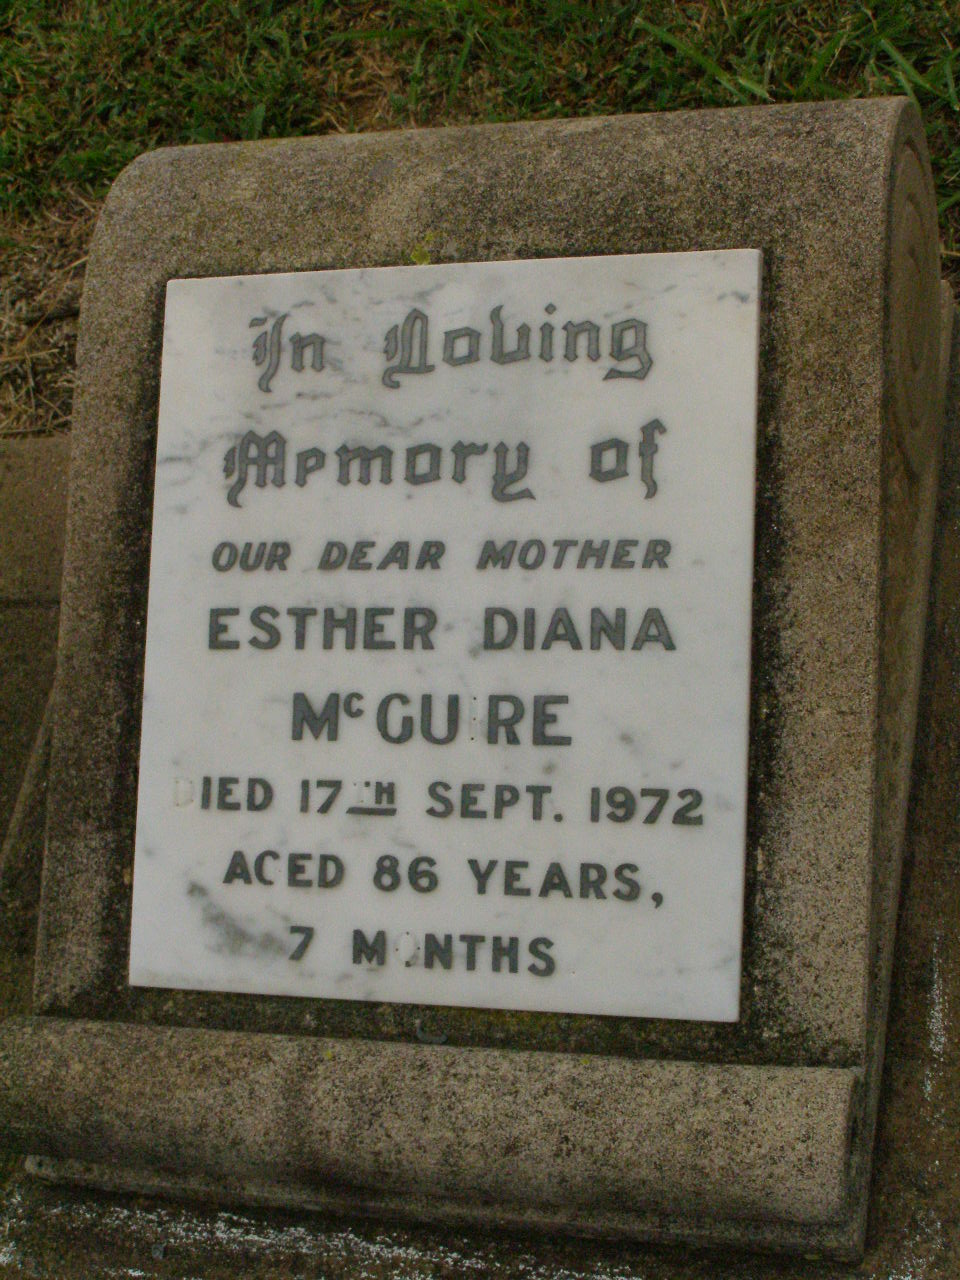 In Loving
Memory of
OUR DEAR MOTHER
ESTHER DIANA
McGUIRE
DIED 17TH SEPT. 1972
AGED 86 YEARS,
7 MONTHS